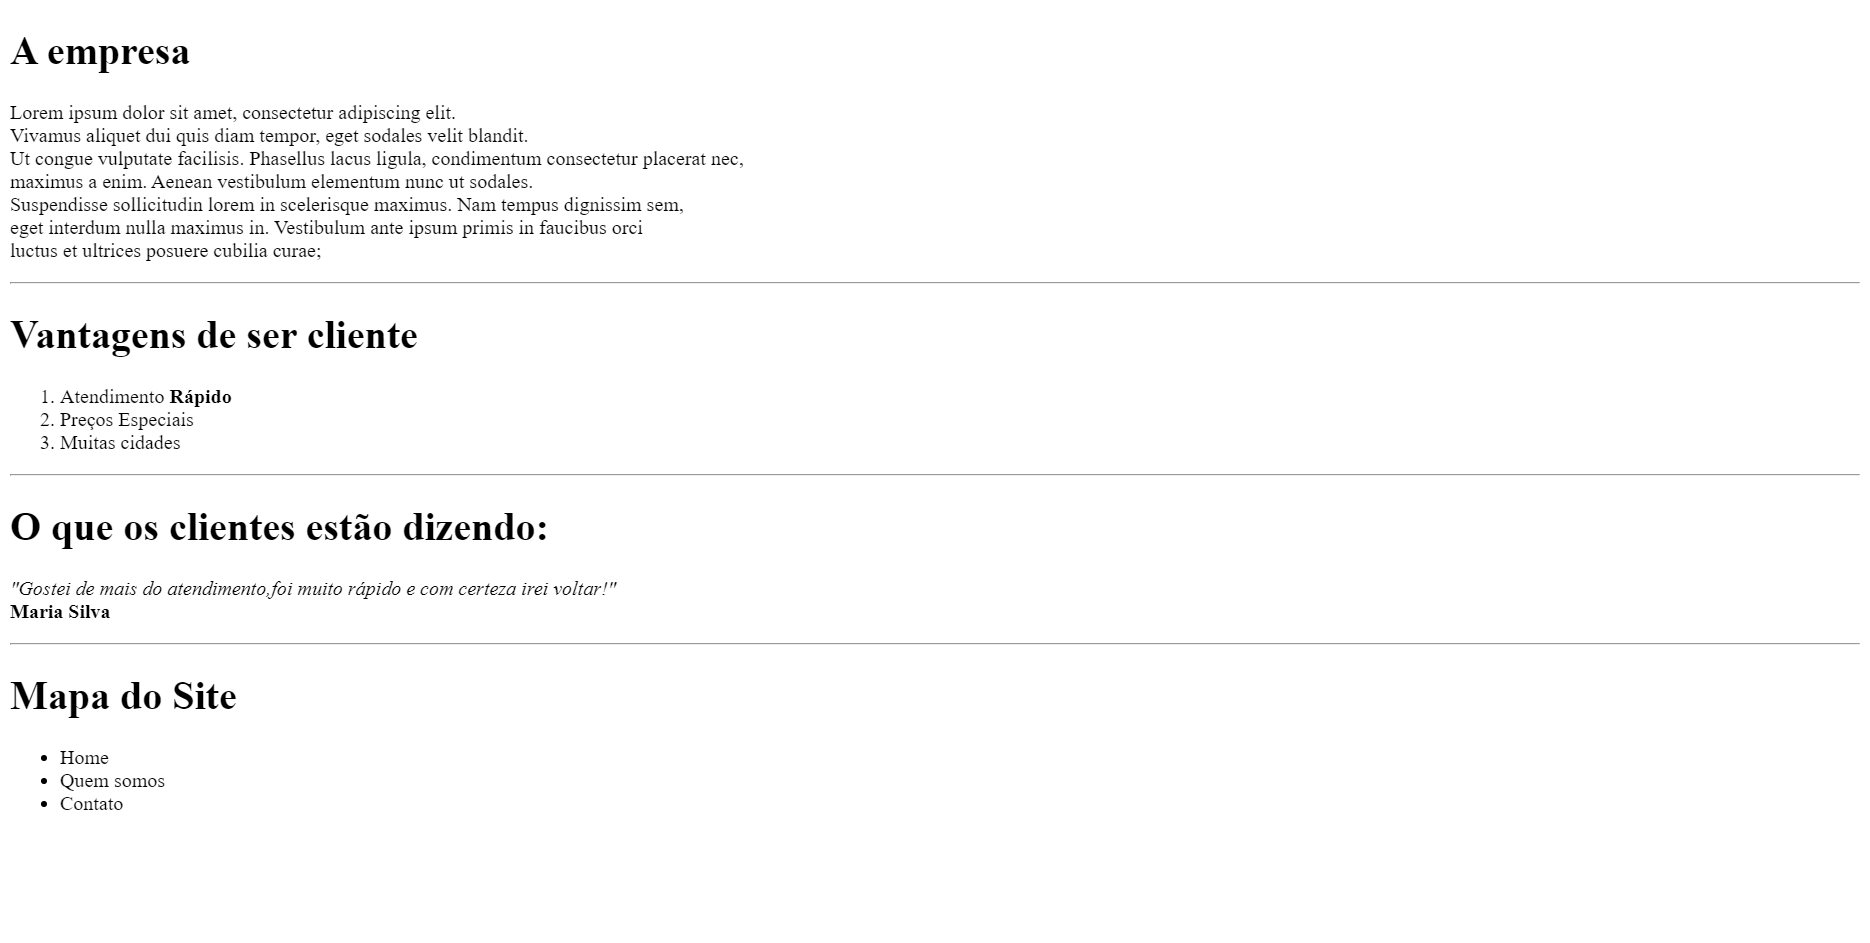 A empresa
Lorem ipsum dolor sit amet, consectetur adipiscing elit.
Vivamus aliquet dui quis diam tempor, eget sodales velit blandit.
Ut congue vulputate facilisis. Phasellus lacus ligula, condimentum consectetur placerat nec,
maximus a enim. Aenean vestibulum elementum nunc ut sodales.
Suspendisse sollicitudin lorem in scelerisque maximus. Nam tempus dignissim sem,
eget interdum nulla maximus in. Vestibulum ante ipsum primis in faucibus orci
luctus et ultrices posuere cubilia curae;
Vantagens de ser cliente
1. Atendimento Rápido
2. Preços Especiais
3. Muitas cidades
O que os clientes estão dizendo:
"Gostei de mais do atendimento,foi muito rápido e com certeza irei voltar!"
Maria Silva
Mapa do Site
• Home
• Quem somos
• Contato